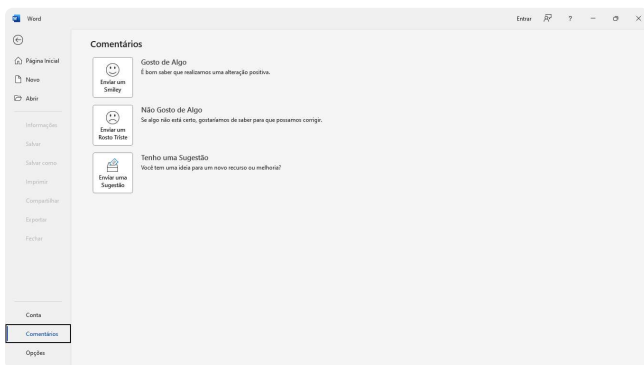 Word
Entrar
?
Página Inicial
Novo
Abrir
Informações
Salvar
Salvar como
Imprimir
Compartilhar
Exportar
Fechar
Conta
Comentários
Opções
Comentários
Enviar um
Smiley
Gosto de Algo
É bom saber que realizamos uma alteração positiva.
Enviar um
Rosto Triste
Não Gosto de Algo
Se algo não está certo, gostaríamos de saber para que possamos corrigir.
Enviar uma
Sugestão
Tenho uma Sugestão
Você tem uma ideia para um novo recurso ou melhoria?